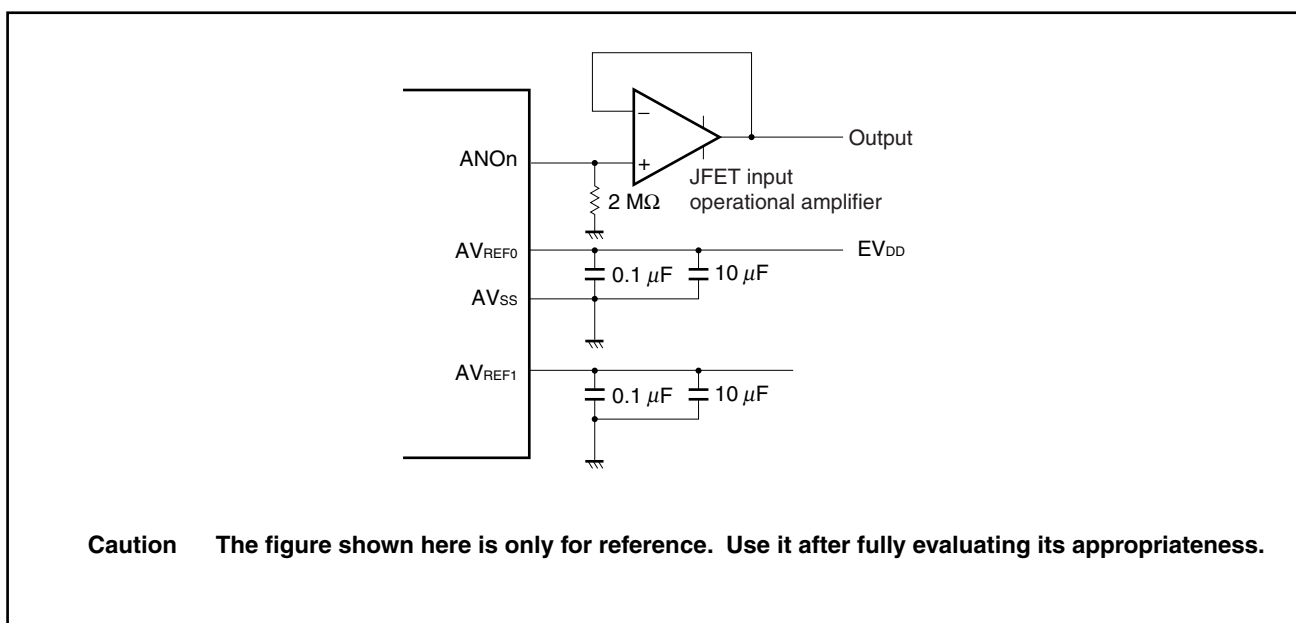 −
Output
ANOn
+
JFET input
operational amplifier
2 MΩ
AVREF0
EVDD
0.1 μF
10 μF
AVSS
AVREF1
0.1 μF
10 μF
Caution The figure shown here is only for reference. Use it after fully evaluating its appropriateness.